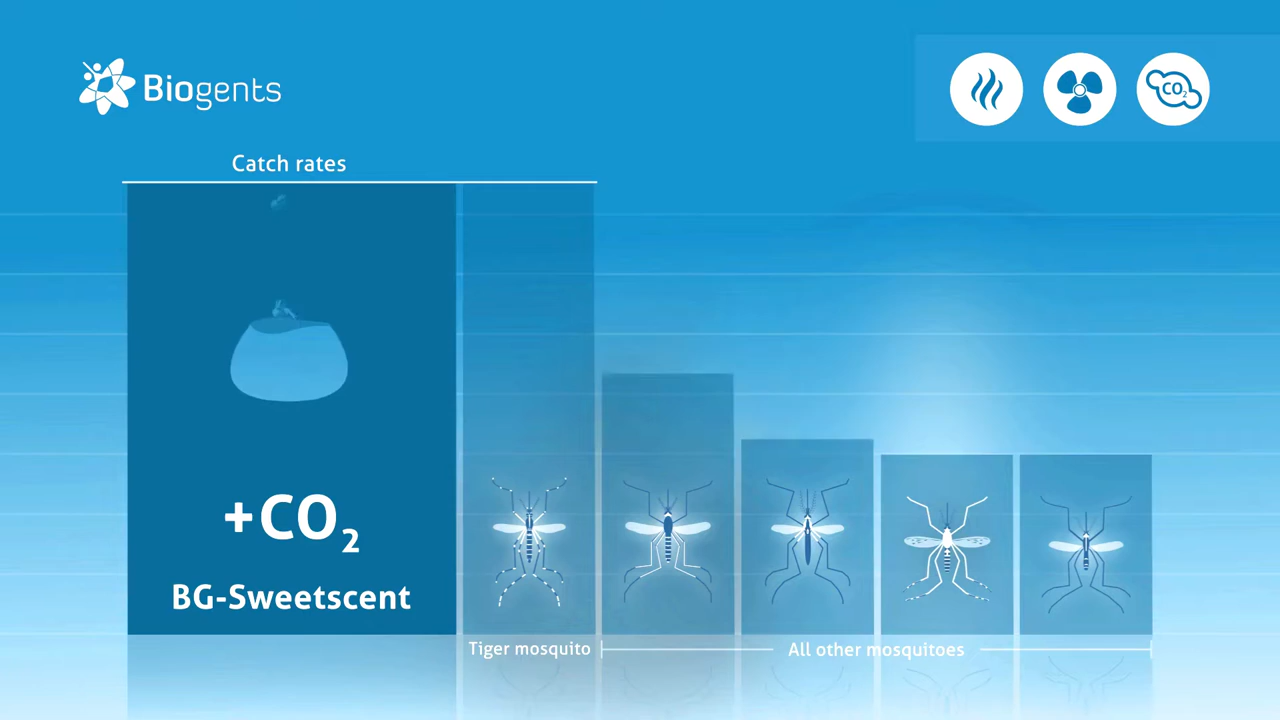 Biogents
CO₂
Catch rates
+CO₂
BG-Sweetscent
Tiger mosquito
All other mosquitoes